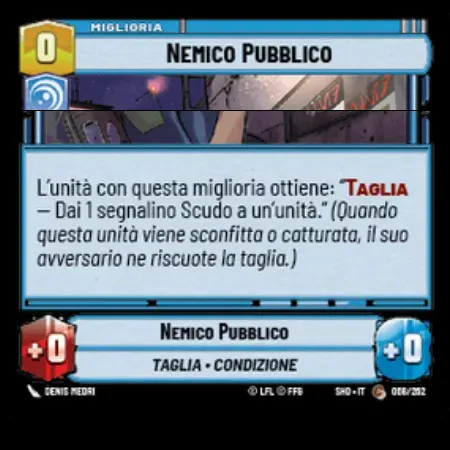 MIGLIORIA
0
NEMICO PUBBLICO
L'unità con questa miglioria ottiene: “TAGLIA
– Dai 1 segnalino Scudo a un'unità.” (Quando
questa unità viene sconfitta o catturata, il suo
avversario ne riscuote la taglia.)
NEMICO PUBBLICO
+0
+0
TAGLIA • CONDIZIONE
DENIS MEDRI
© LFL © FFG
SHD • IT